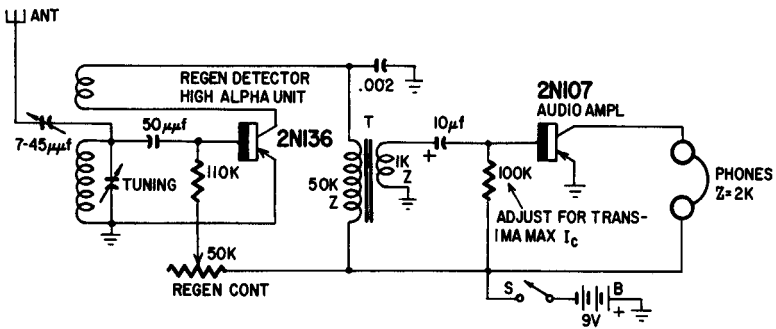 ANT
REGEN DETECTOR
HIGH ALPHA UNIT
.002
2N107
AUDIO AMPL
7-45µµf
50µµf
2N136
T
10µf
+
110K
TUNING
50K
Z
1K
Z
100K
ADJUST FOR TRANS-
IMA MAX IC
PHONES
Z=2K
50K
REGEN CONT
S
B
+
9V